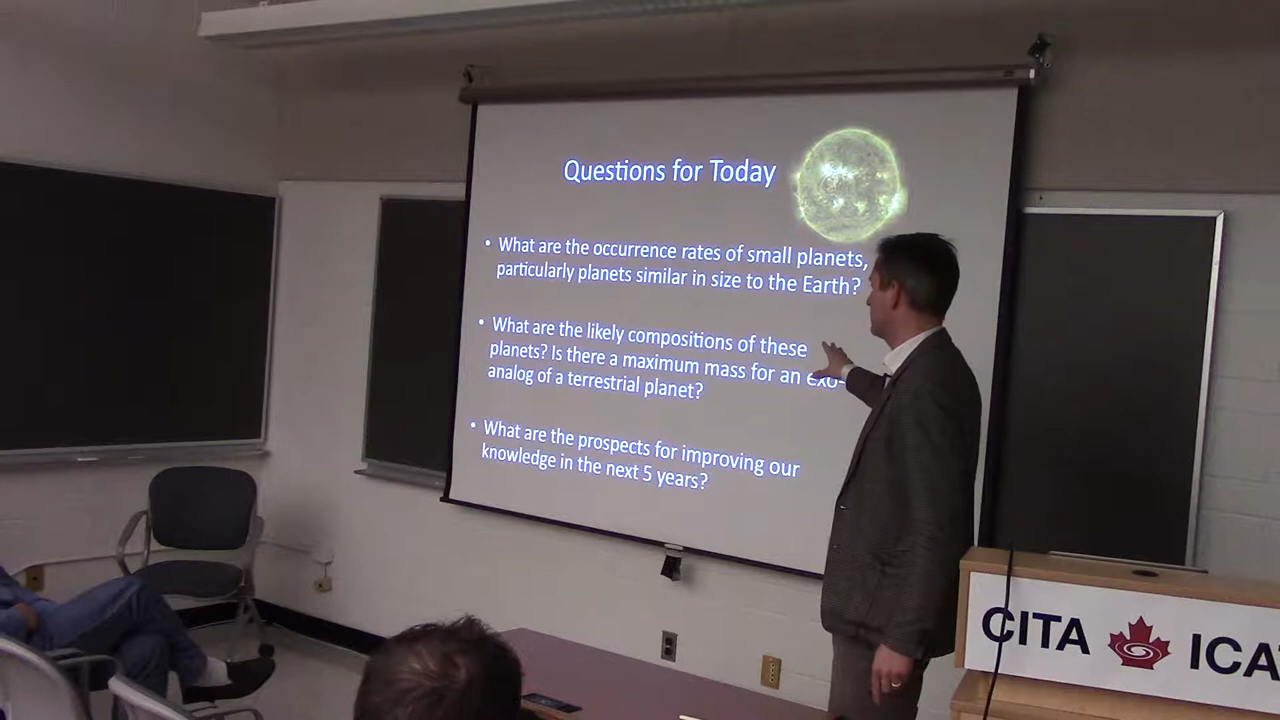 Questions for Today
• What are the occurrence rates of small planets,
particularly planets similar in size to the Earth?
• What are the likely compositions of these
planets? Is there a maximum mass for an exo-
analog of a terrestrial planet?
• What are the prospects for improving our
knowledge in the next 5 years?
CITA ICA